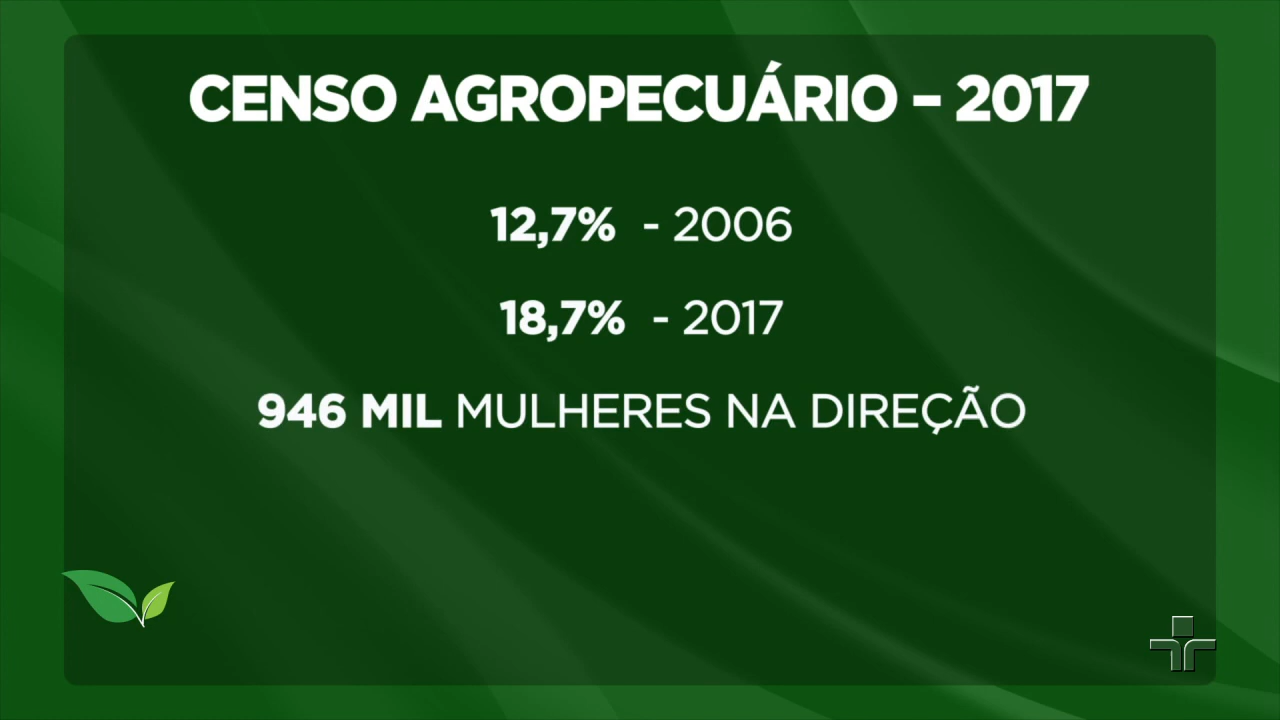 CENSO AGROPECUÁRIO – 2017
12,7% - 2006
18,7% - 2017
946 MIL MULHERES NA DIREÇÃO